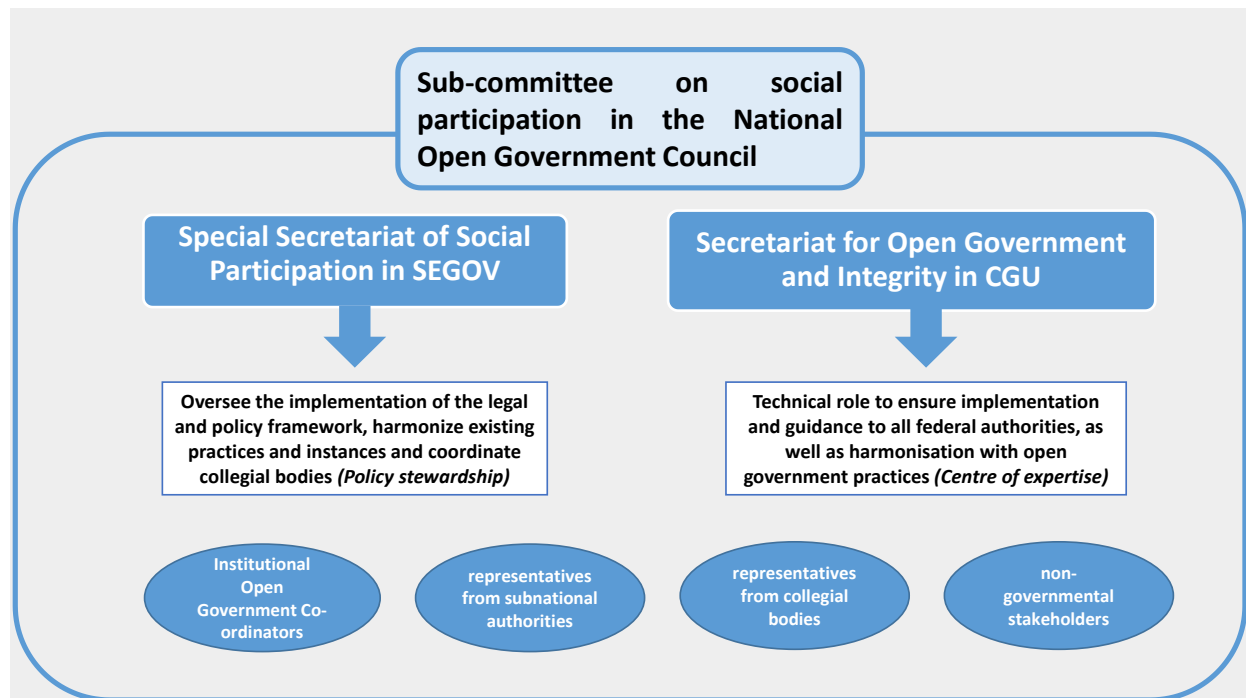 Sub-committee on social
participation in the National
Open Government Council
Special Secretariat of Social
Participation in SEGOV
Secretariat for Open Government
and Integrity in CGU
Oversee the implementation of the legal
and policy framework, harmonize existing
practices and instances and coordinate
collegial bodies (Policy stewardship)
Technical role to ensure implementation
and guidance to all federal authorities, as
well as harmonisation with open
government practices (Centre of expertise)
Institutional
Open
Government Co-
ordinators
representatives
from subnational
authorities
representatives
from collegial
bodies
non-
governmental
stakeholders